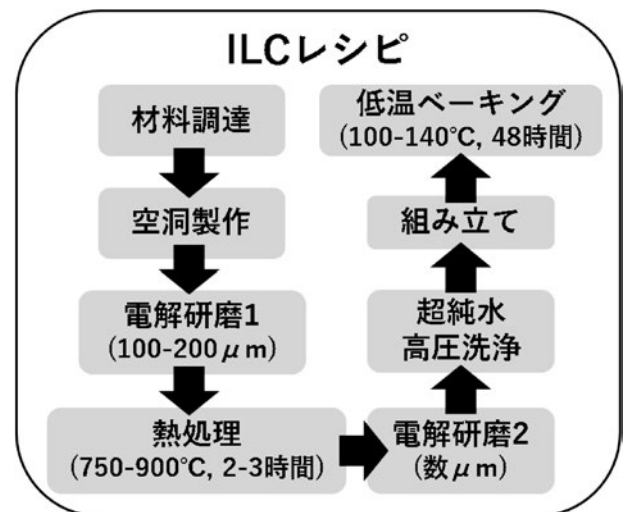 ILCレシピ
材料調達
空洞製作
電解研磨1
(100-200μm)
熱処理
(750-900℃, 2-3時間)
電解研磨2
(数μm)
超純水
高圧洗浄
組み立て
低温ベーキング
(100-140℃, 48時間)